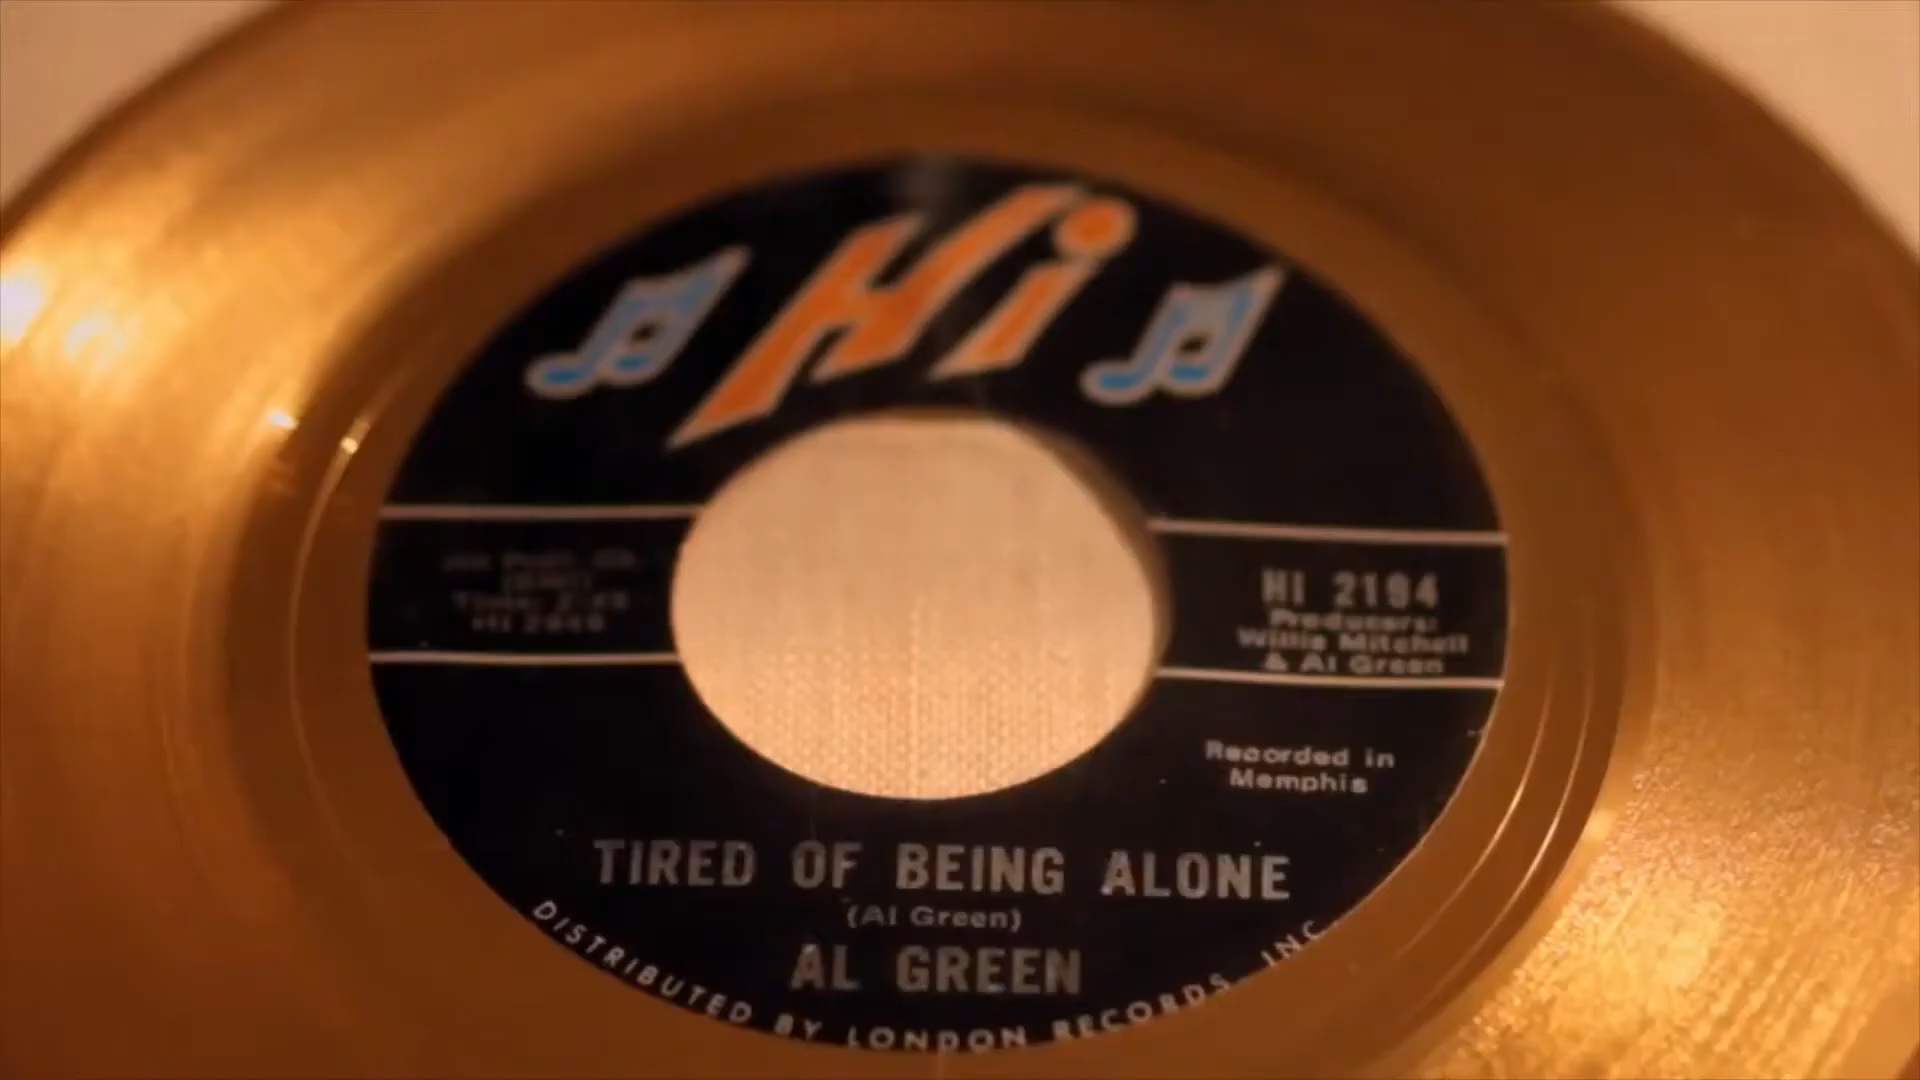 Hi
HI 2194
Producers:
Willie Mitchell
& Al Green
Recorded in
Memphis
TIRED OF BEING ALONE
(Al Green)
AL GREEN
DISTRIBUTED BY LONDON RECORDS, INC.